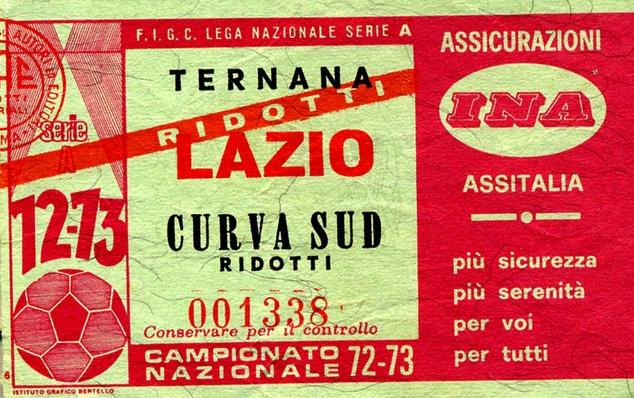 F.I.G.C. LEGA NAZIONALE SERIE A
TERNANA
RIDOTTI
LAZIO
CURVA SUD
RIDOTTI
001338
Conservare per il controllo
CAMPIONATO
NAZIONALE 72-73
serie
A
72-73
6
ISTITUTO GRAFICO BERTELLO
ASSICURAZIONI
INA
ASSITALIA
più sicurezza
più serenità
per voi
per tutti